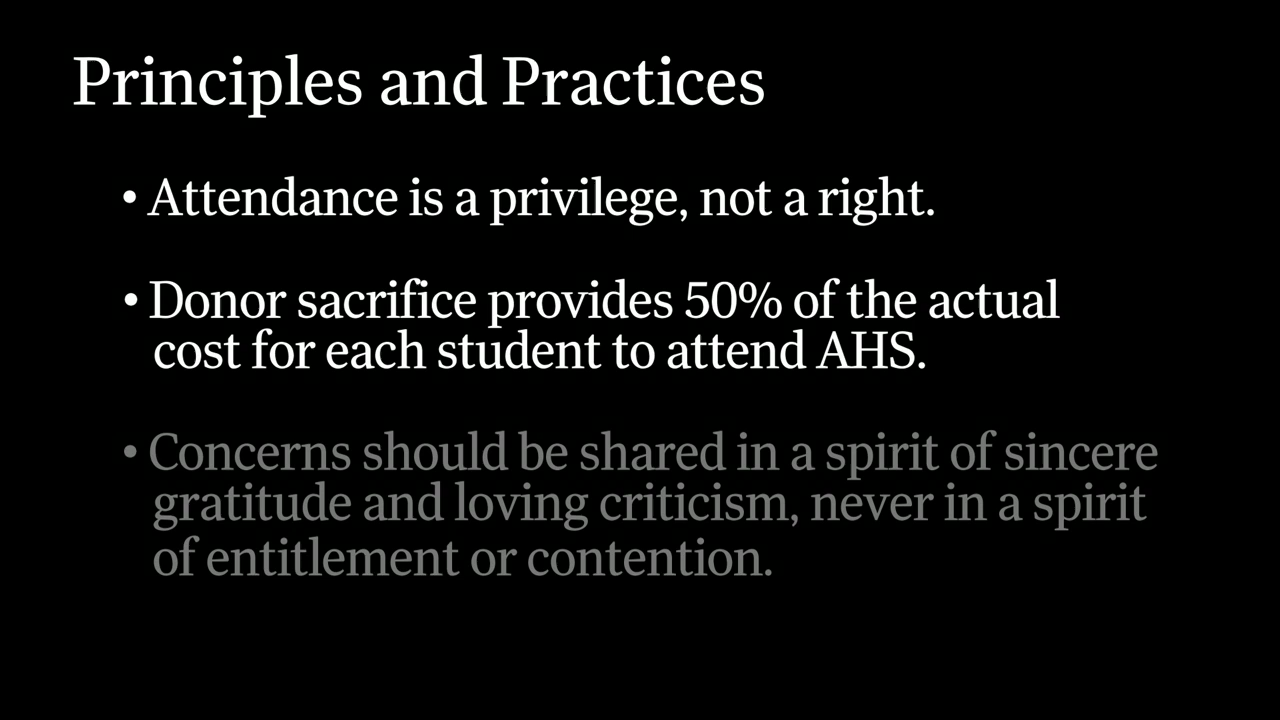 Principles and Practices
• Attendance is a privilege, not a right.
• Donor sacrifice provides 50% of the actual
cost for each student to attend AHS.
• Concerns should be shared in a spirit of sincere
gratitude and loving criticism, never in a spirit
of entitlement or contention.